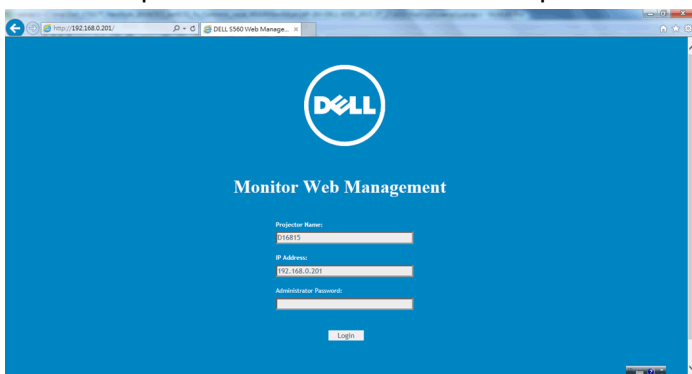 http://192.168.0.201/
DELL S560 Web Manage...
DELL
Monitor Web Management
Projector Name:
D16815
IP Address:
192.168.0.201
Administrator Password:
Login